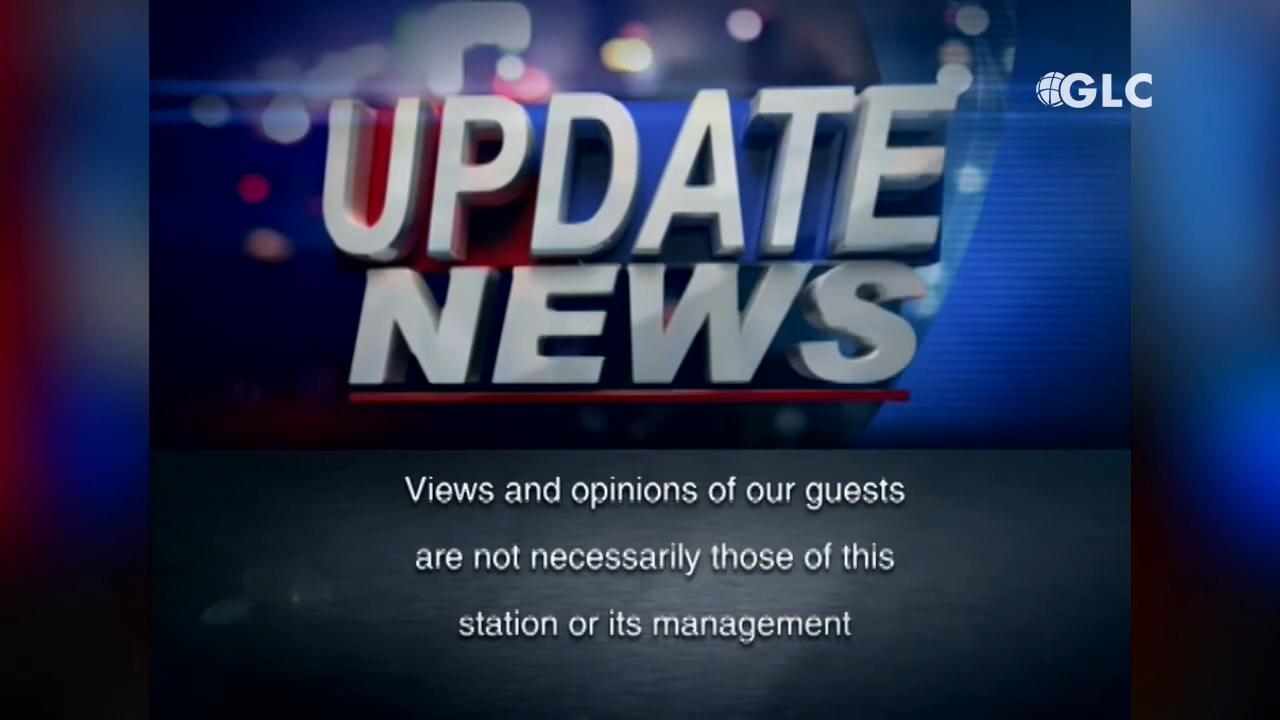 GLC
UPDATE
NEWS
Views and opinions of our guests
are not necessarily those of this
station or its management